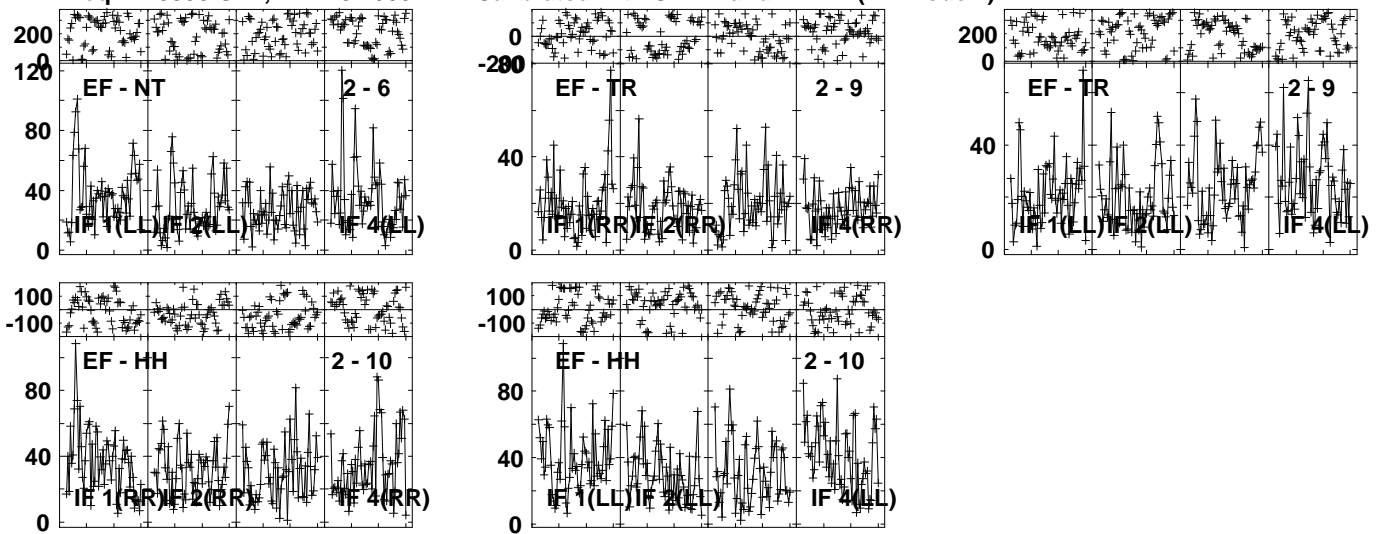 200
0
120
EF - NT
2 - 6
80
40
0
IF 1(LL)
IF 2(LL)
IF 4(LL)
0
-200
80
EF - TR
2 - 9
40
0
IF 1(RR)
IF 2(RR)
IF 4(RR)
200
0
EF - TR
2 - 9
40
0
IF 1(LL)
IF 2(LL)
IF 4(LL)
100
-100
EF - HH
2 - 10
80
40
0
IF 1(RR)
IF 2(RR)
IF 4(RR)
100
-100
EF - HH
2 - 10
80
40
0
IF 1(LL)
IF 2(LL)
IF 4(LL)